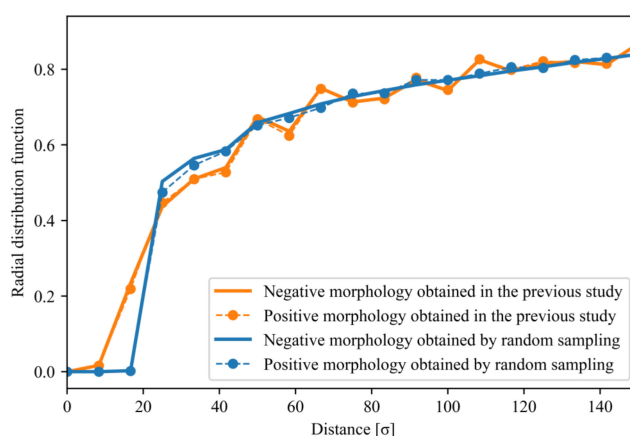 Radial distribution function
0.8
0.6
0.4
0.2
0.0
Negative morphology obtained in the previous study
Positive morphology obtained in the previous study
Negative morphology obtained by random sampling
Positive morphology obtained by random sampling
0 20 40 60 80 100 120 140
Distance [σ]